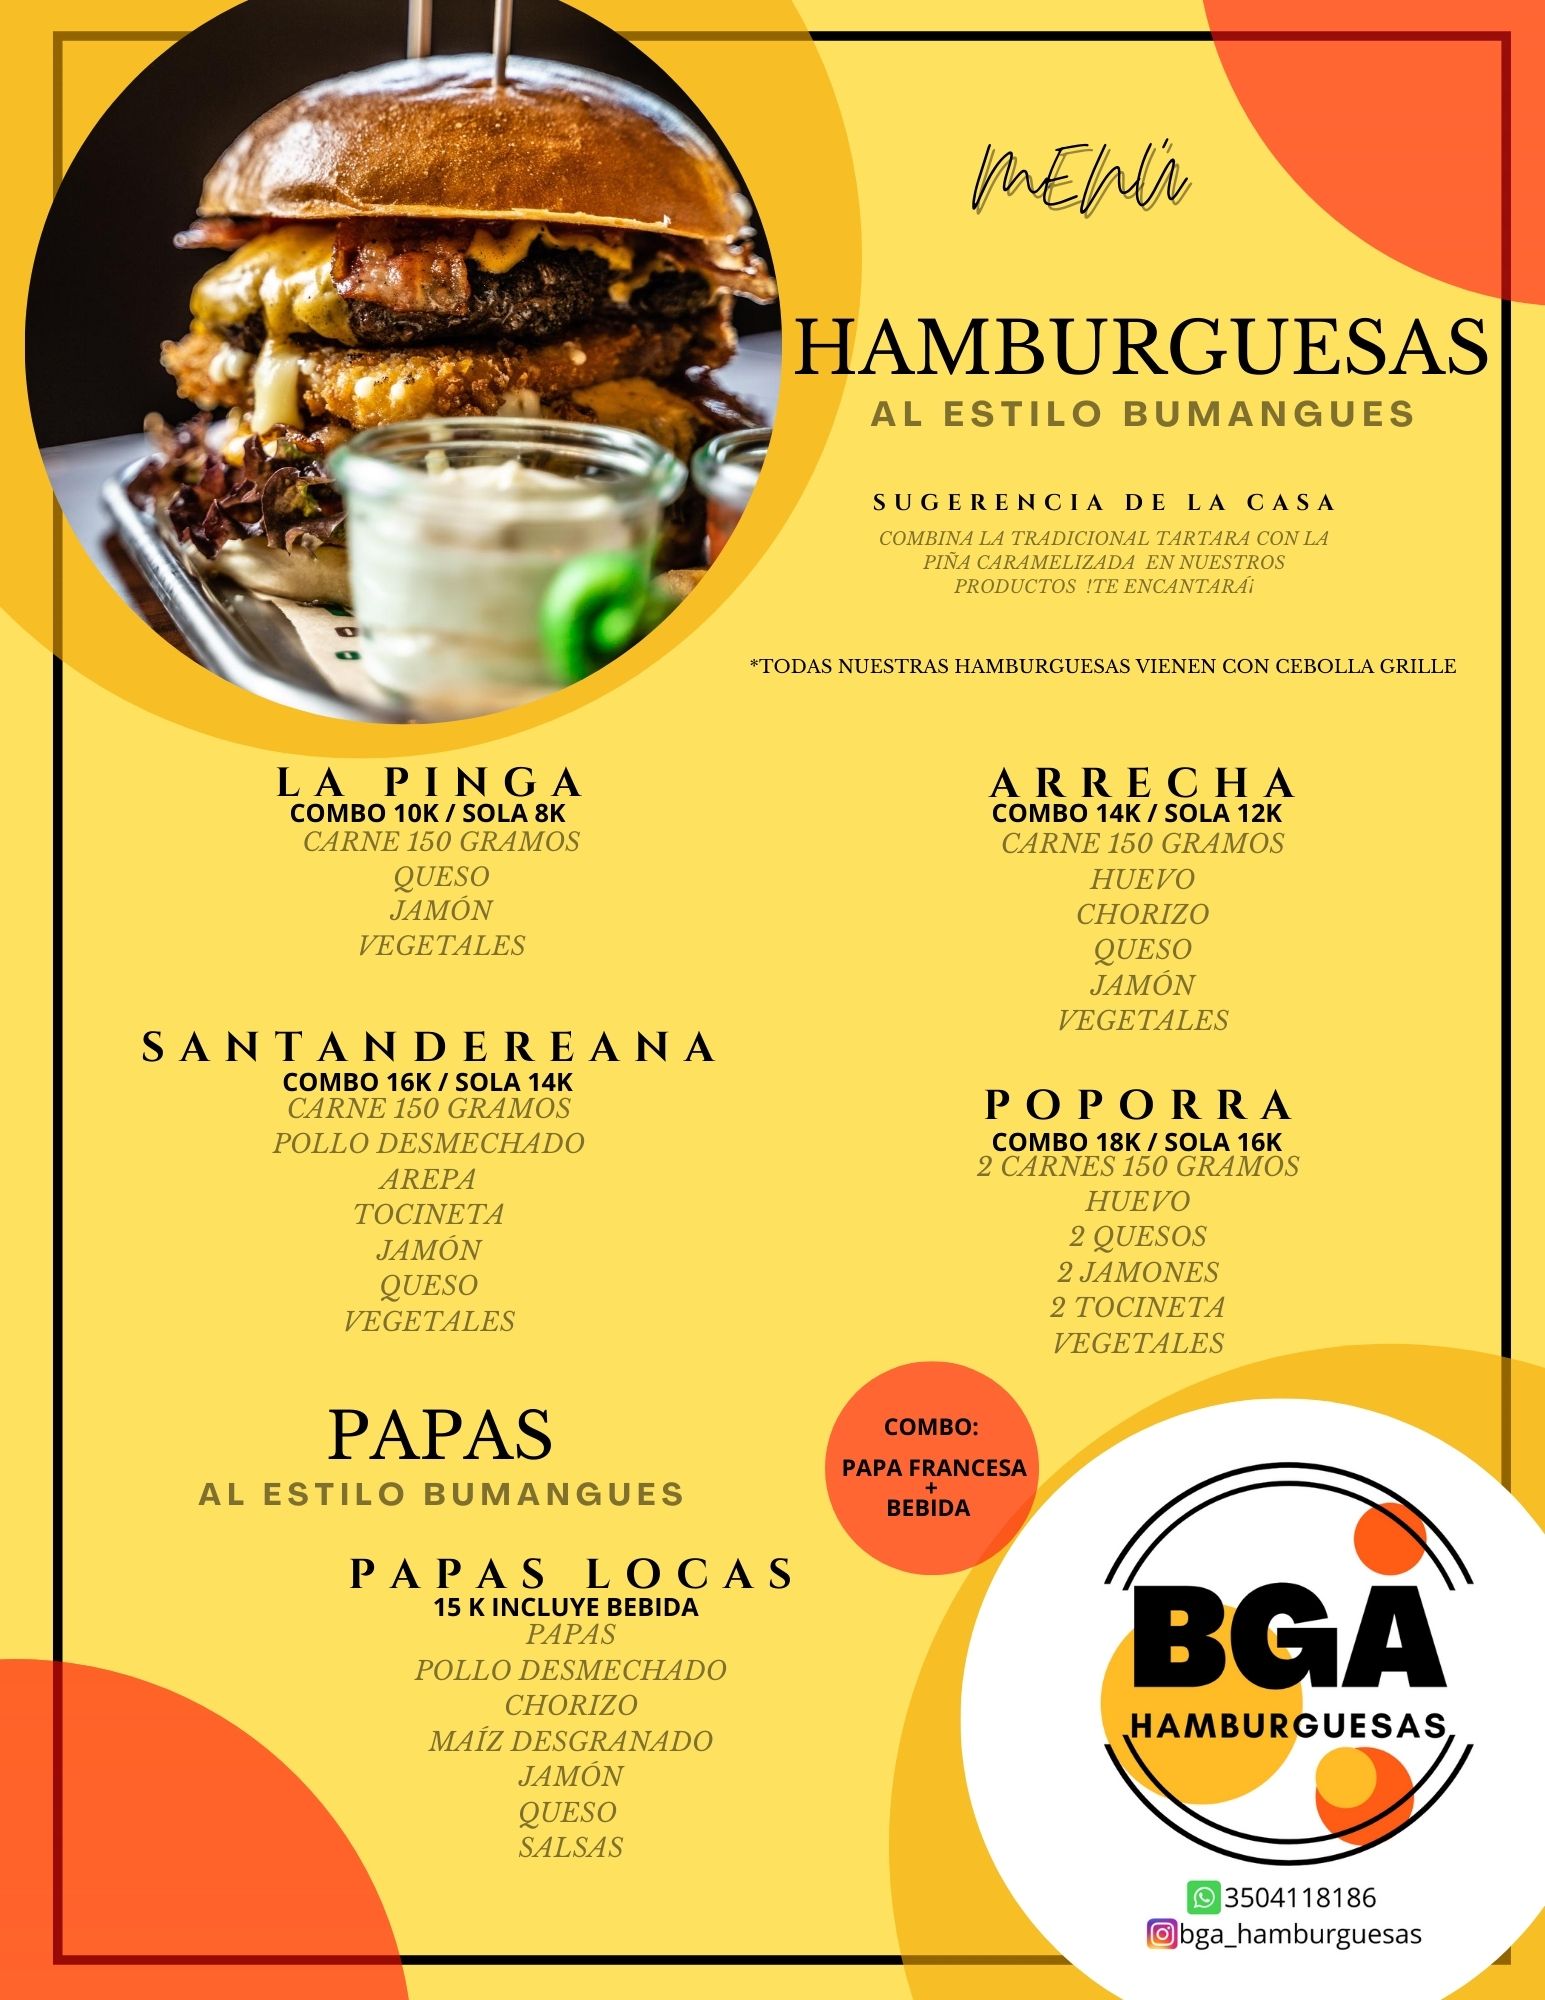 MENÚ
HAMBURGUESAS
AL ESTILO BUMANGUES
SUGERENCIA DE LA CASA
COMBINA LA TRADICIONAL TARTARA CON LA
PIÑA CARAMELIZADA EN NUESTROS
PRODUCTOS !TE ENCANTARÁ¡
*TODAS NUESTRAS HAMBURGUESAS VIENEN CON CEBOLLA GRILLE
LA PINGA
COMBO 10K / SOLA 8K
CARNE 150 GRAMOS
QUESO
JAMÓN
VEGETALES
ARRECHA
COMBO 14K / SOLA 12K
CARNE 150 GRAMOS
HUEVO
CHORIZO
QUESO
JAMÓN
VEGETALES
SANTANDEREANA
COMBO 16K / SOLA 14K
CARNE 150 GRAMOS
POLLO DESMECHADO
AREPA
TOCINETA
JAMÓN
QUESO
VEGETALES
POPORRA
COMBO 18K / SOLA 16K
2 CARNES 150 GRAMOS
HUEVO
2 QUESOS
2 JAMONES
2 TOCINETA
VEGETALES
PAPAS
AL ESTILO BUMANGUES
PAPAS LOCAS
15 K INCLUYE BEBIDA
PAPAS
POLLO DESMECHADO
CHORIZO
MAÍZ DESGRANADO
JAMÓN
QUESO
SALSAS
COMBO:
PAPA FRANCESA
+
BEBIDA
BGA
HAMBURGUESAS
3504118186
bga_hamburguesas